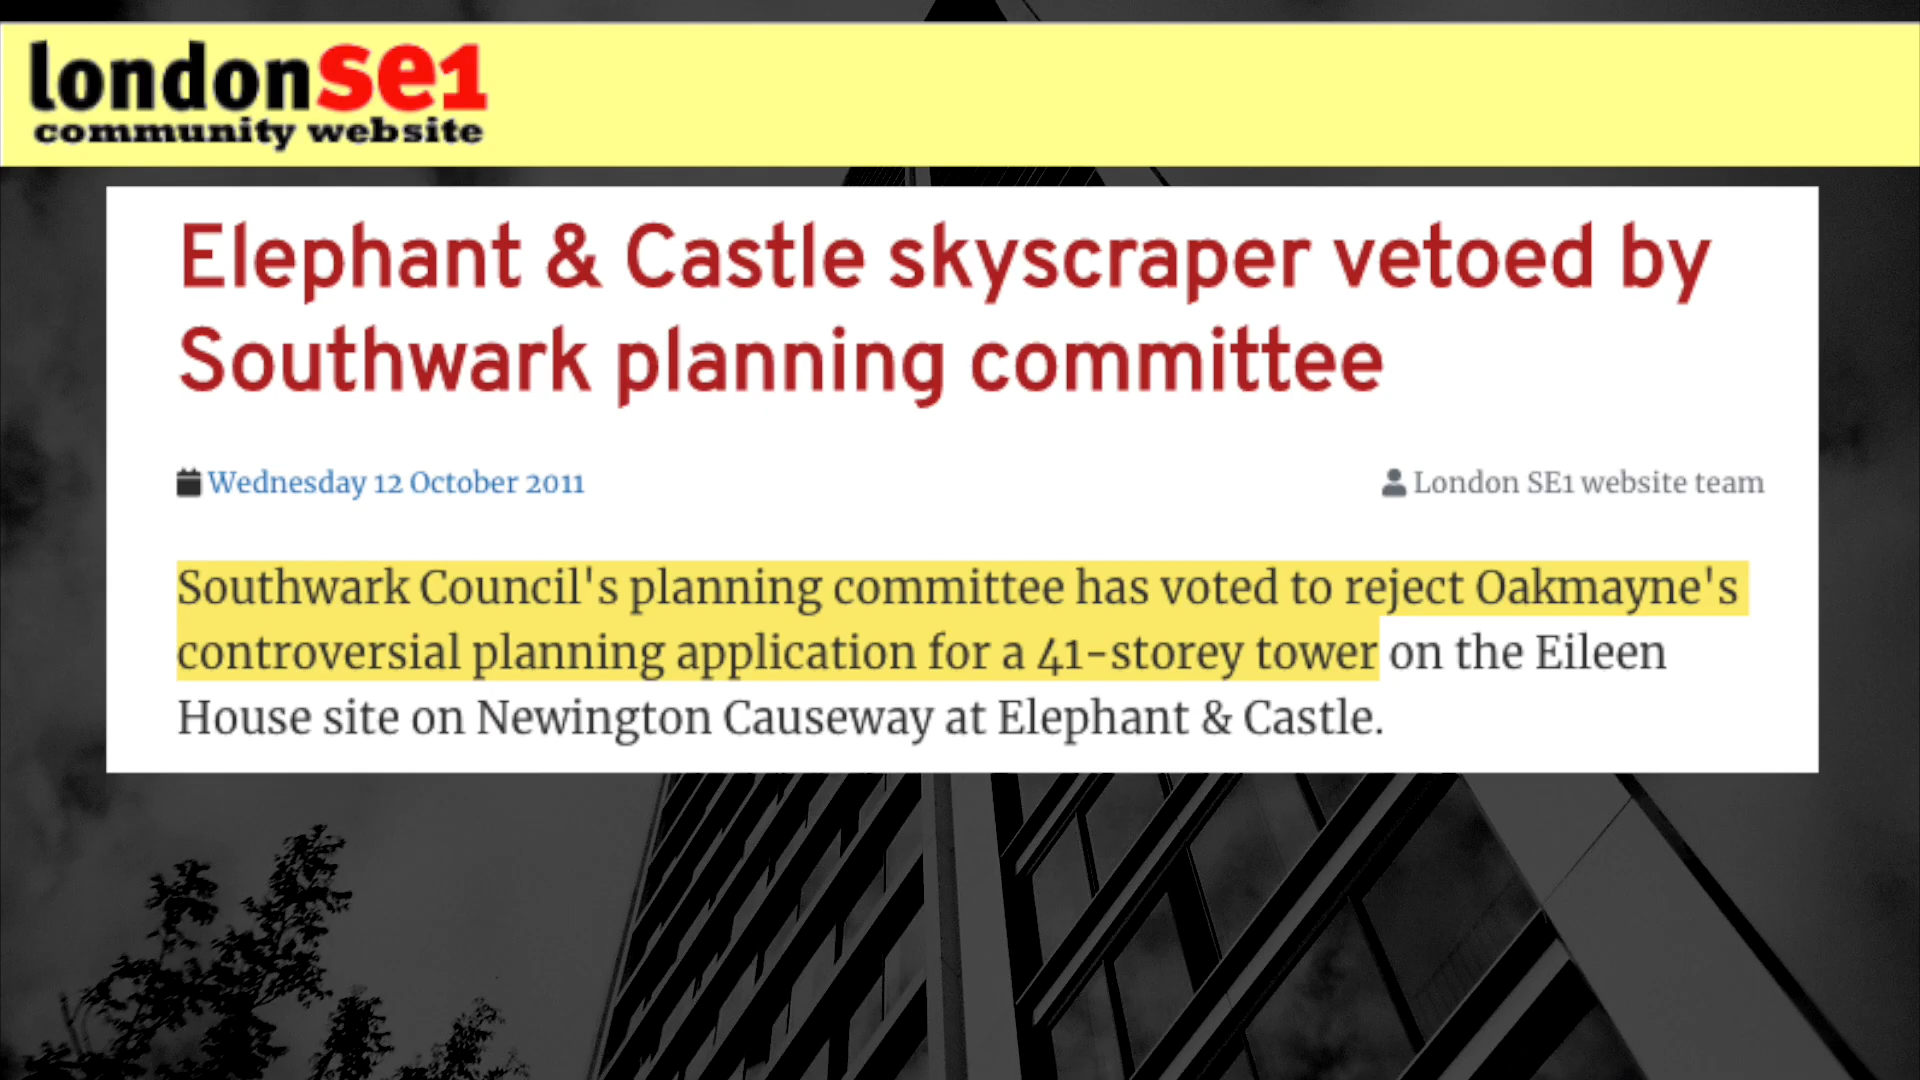 londonse1
community website
Elephant & Castle skyscraper vetoed by
Southwark planning committee
Wednesday 12 October 2011
London SE1 website team
Southwark Council's planning committee has voted to reject Oakmayne's
controversial planning application for a 41-storey tower on the Eileen
House site on Newington Causeway at Elephant & Castle.